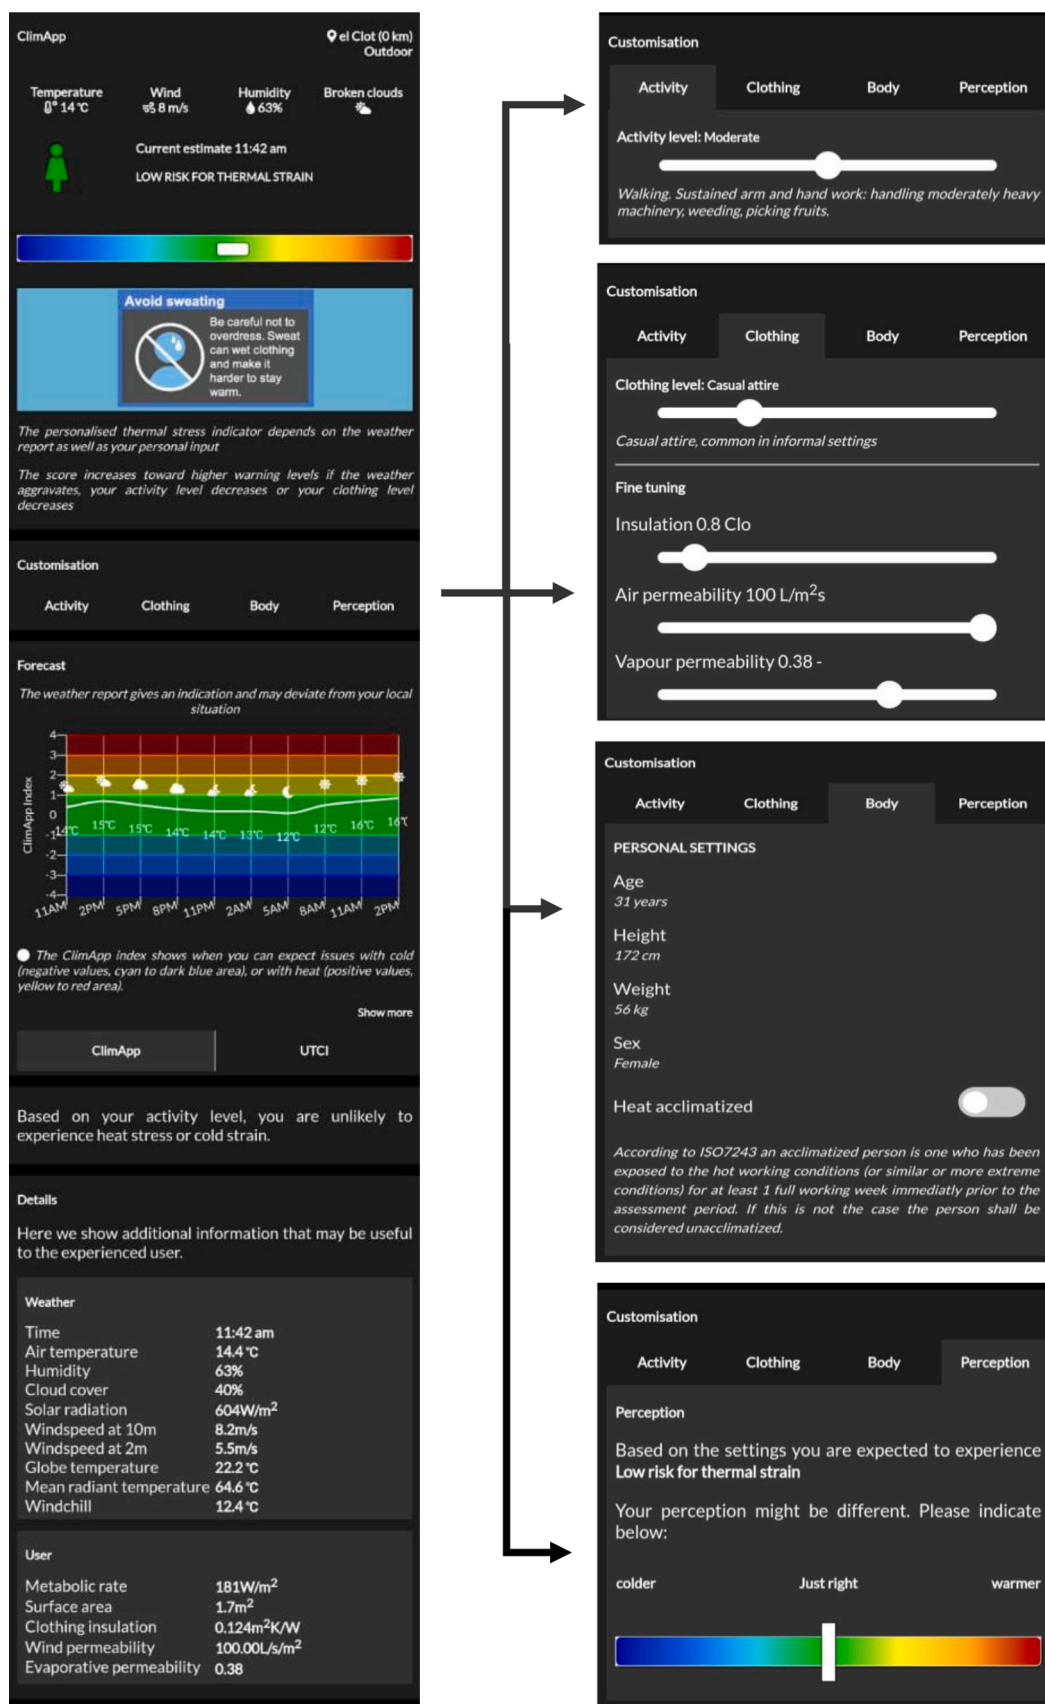 ClimApp
el Clot (0 km)
Outdoor
Temperature Wind Humidity Broken clouds
14 °C 8 m/s 63%
Current estimate 11:42 am
LOW RISK FOR THERMAL STRAIN
Avoid sweating
Be careful not to
overdress. Sweat
can wet clothing
and make it
harder to stay
warm.
The personalised thermal stress indicator depends on the weather
report as well as your personal input
The score increases toward higher warning levels if the weather
aggravates, your activity level decreases or your clothing level
decreases
Customisation
Activity Clothing Body Perception
Forecast
The weather report gives an indication and may deviate from your local
situation
ClimApp Index
4
3
2
1
0
-1
-2
-3
-4
14°C 15°C 15°C 14°C 14°C 13°C 12°C 12°C 16°C 16°C
11AM 2PM 5PM 8PM 11PM 2AM 5AM 8AM 11AM 2PM
The ClimApp index shows when you can expect issues with cold
(negative values, cyan to dark blue area), or with heat (positive values,
yellow to red area).
Show more
ClimApp UTCI
Based on your activity level, you are unlikely to
experience heat stress or cold strain.
Details
Here we show additional information that may be useful
to the experienced user.
Weather
Time 11:42 am
Air temperature 14.4 °C
Humidity 63%
Cloud cover 40%
Solar radiation 604W/m²
Windspeed at 10m 8.2m/s
Windspeed at 2m 5.5m/s
Globe temperature 22.2 °C
Mean radiant temperature 64.6 °C
Windchill 12.4 °C
User
Metabolic rate 181W/m²
Surface area 1.7m²
Clothing insulation 0.124m²K/W
Wind permeability 100.00L/s/m²
Evaporative permeability 0.38
Customisation
Activity Clothing Body Perception
Activity level: Moderate
Walking. Sustained arm and hand work: handling moderately heavy
machinery, weeding, picking fruits.
Customisation
Activity Clothing Body Perception
Clothing level: Casual attire
Casual attire, common in informal settings
Fine tuning
Insulation 0.8 Clo
Air permeability 100 L/m²s
Vapour permeability 0.38 -
Customisation
Activity Clothing Body Perception
PERSONAL SETTINGS
Age
31 years
Height
172 cm
Weight
56 kg
Sex
Female
Heat acclimatized
According to ISO7243 an acclimatized person is one who has been
exposed to the hot working conditions (or similar or more extreme
conditions) for at least 1 full working week immediatly prior to the
assessment period. If this is not the case the person shall be
considered unacclimatized.
Customisation
Activity Clothing Body Perception
Perception
Based on the settings you are expected to experience
Low risk for thermal strain
Your perception might be different. Please indicate
below:
colder Just right warmer